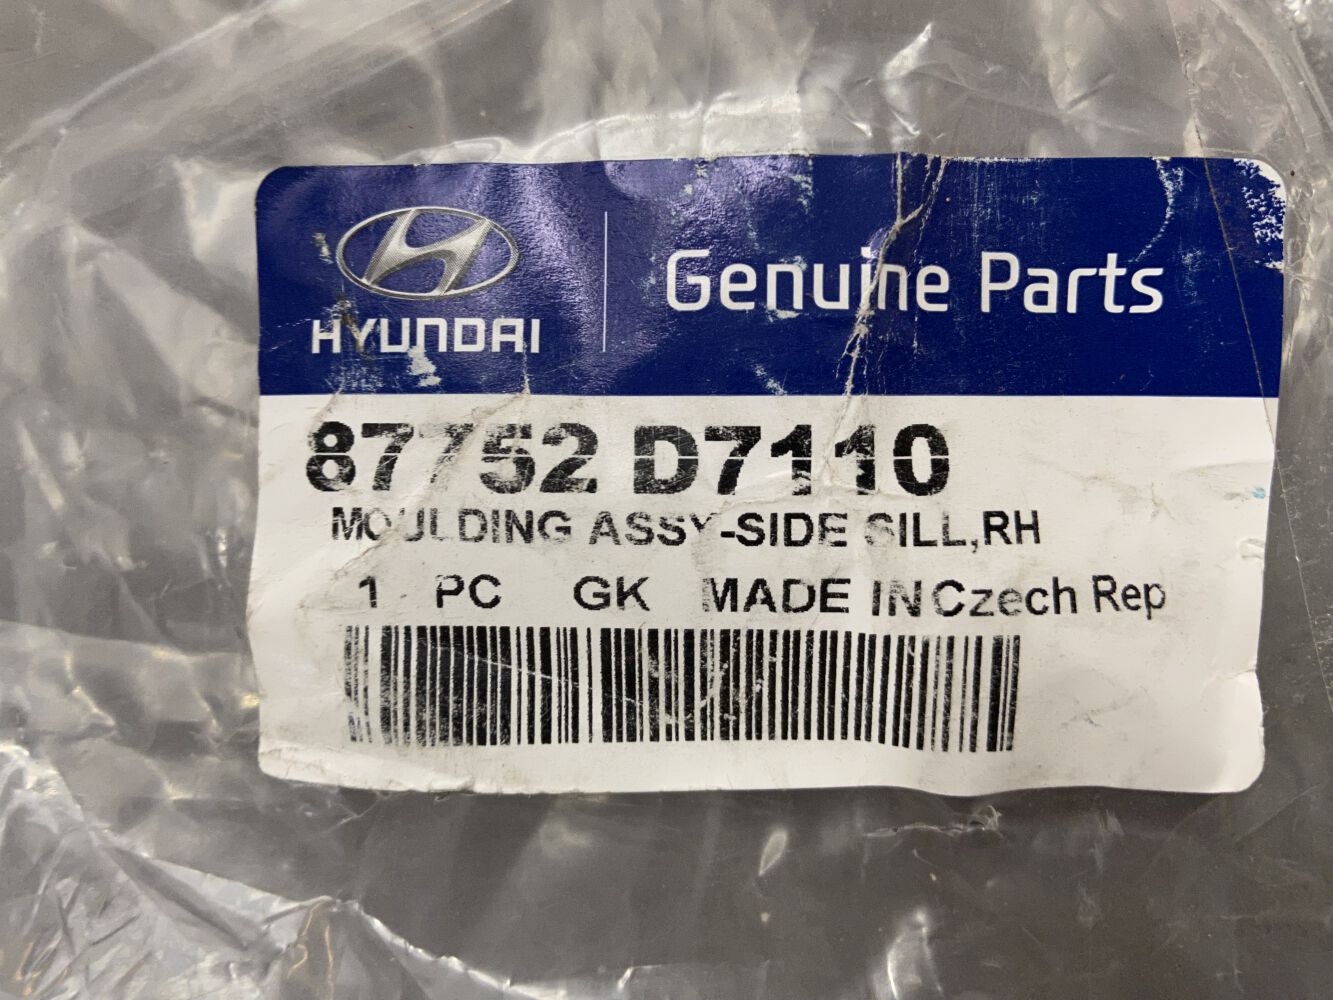 HYUNDAI
Genuine Parts
87752 D7110
MOULDING ASSY-SIDE SILL,RH
1 PC GK MADE IN Czech Rep